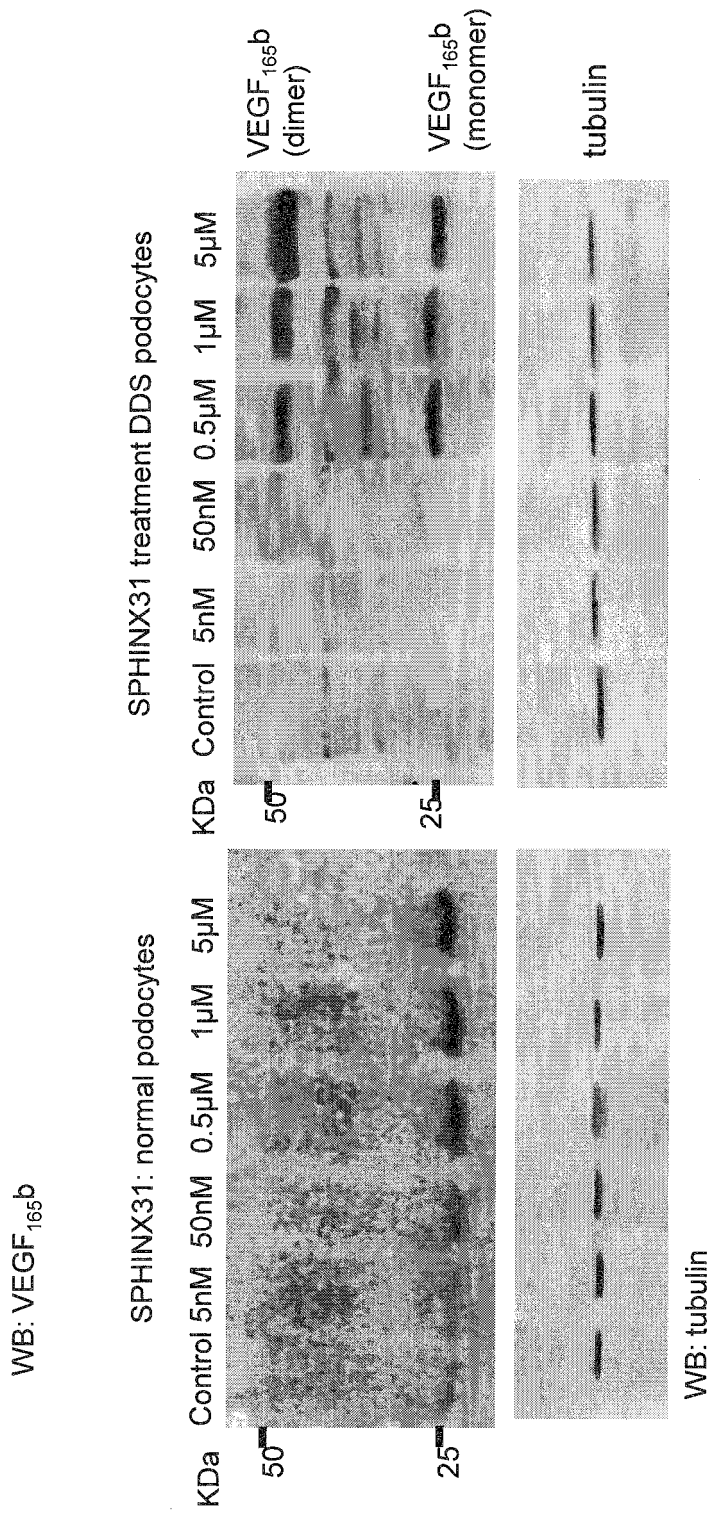 WB: VEGF₁₆₅b
SPHINX31: normal podocytes
KDa Control 5nM 50nM 0.5µM 1µM 5µM
50
25
SPHINX31 treatment DDS podocytes
KDa Control 5nM 50nM 0.5µM 1µM 5µM
50
25
VEGF₁₆₅b
(dimer)
VEGF₁₆₅b
(monomer)
tubulin
WB: tubulin